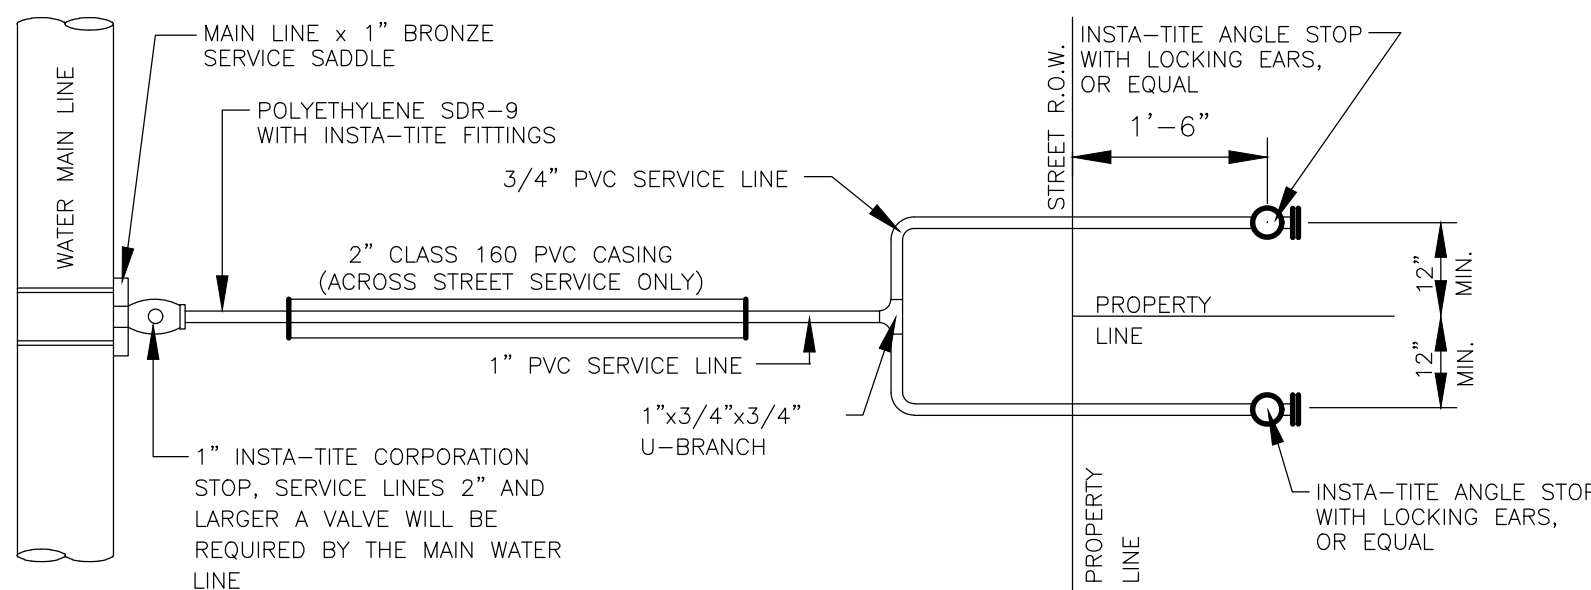 MAIN LINE x 1" BRONZE
SERVICE SADDLE
WATER MAIN LINE
POLYETHYLENE SDR-9
WITH INSTA-TITE FITTINGS
3/4" PVC SERVICE LINE
2" CLASS 160 PVC CASING
(ACROSS STREET SERVICE ONLY)
1" PVC SERVICE LINE
1"x3/4"x3/4"
U-BRANCH
1" INSTA-TITE CORPORATION
STOP, SERVICE LINES 2" AND
LARGER A VALVE WILL BE
REQUIRED BY THE MAIN WATER
LINE
STREET R.O.W.
INSTA-TITE ANGLE STOP
WITH LOCKING EARS,
OR EQUAL
1'-6"
12"
MIN.
PROPERTY
LINE
12"
MIN.
PROPERTY
LINE
INSTA-TITE ANGLE STOP
WITH LOCKING EARS,
OR EQUAL